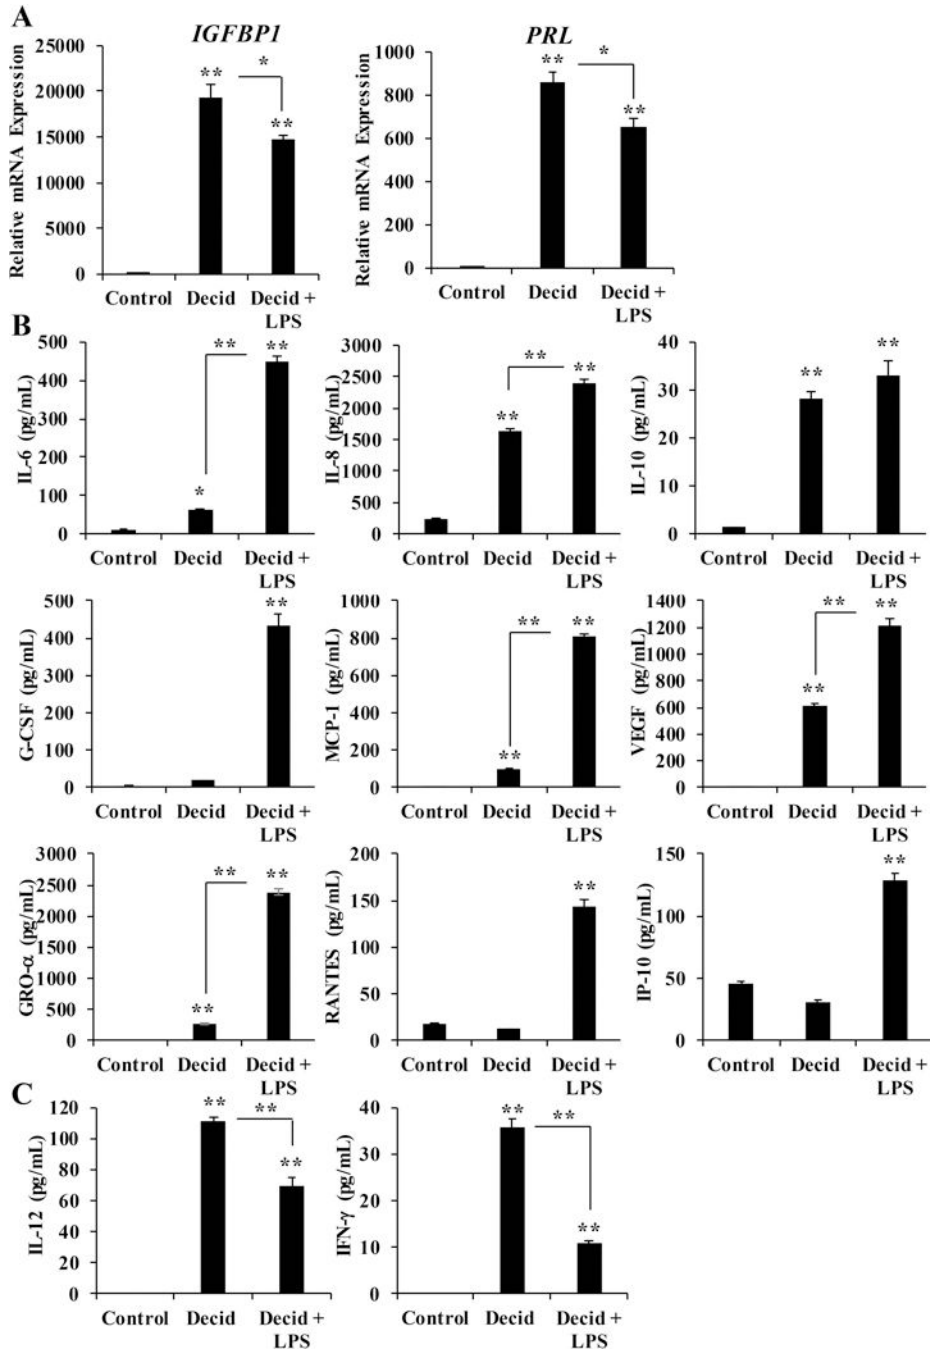 A
IGFBP1
PRL
Relative mRNA Expression
25000
20000
15000
10000
5000
0
**
*
**
Control
Decid
Decid +
LPS
Relative mRNA Expression
1000
800
600
400
200
0
**
*
**
Control
Decid
Decid +
LPS
B
IL-6 (pg/mL)
500
400
300
200
100
0
*
**
**
Control
Decid
Decid +
LPS
IL-8 (pg/mL)
3000
2500
2000
1500
1000
500
0
**
**
**
Control
Decid
Decid +
LPS
IL-10 (pg/mL)
40
30
20
10
0
**
**
Control
Decid
Decid +
LPS
G-CSF (pg/mL)
500
400
300
200
100
0
**
Control
Decid
Decid +
LPS
MCP-1 (pg/mL)
1000
800
600
400
200
0
**
**
**
Control
Decid
Decid +
LPS
VEGF (pg/mL)
1400
1200
1000
800
600
400
200
0
**
**
**
Control
Decid
Decid +
LPS
GRO-α (pg/mL)
3000
2500
2000
1500
1000
500
0
**
**
**
Control
Decid
Decid +
LPS
RANTES (pg/mL)
200
150
100
50
0
**
Control
Decid
Decid +
LPS
IP-10 (pg/mL)
150
100
50
0
**
Control
Decid
Decid +
LPS
C
IL-12 (pg/mL)
120
100
80
60
40
20
0
**
**
**
Control
Decid
Decid +
LPS
IFN-γ (pg/mL)
40
30
20
10
0
**
**
**
Control
Decid
Decid +
LPS